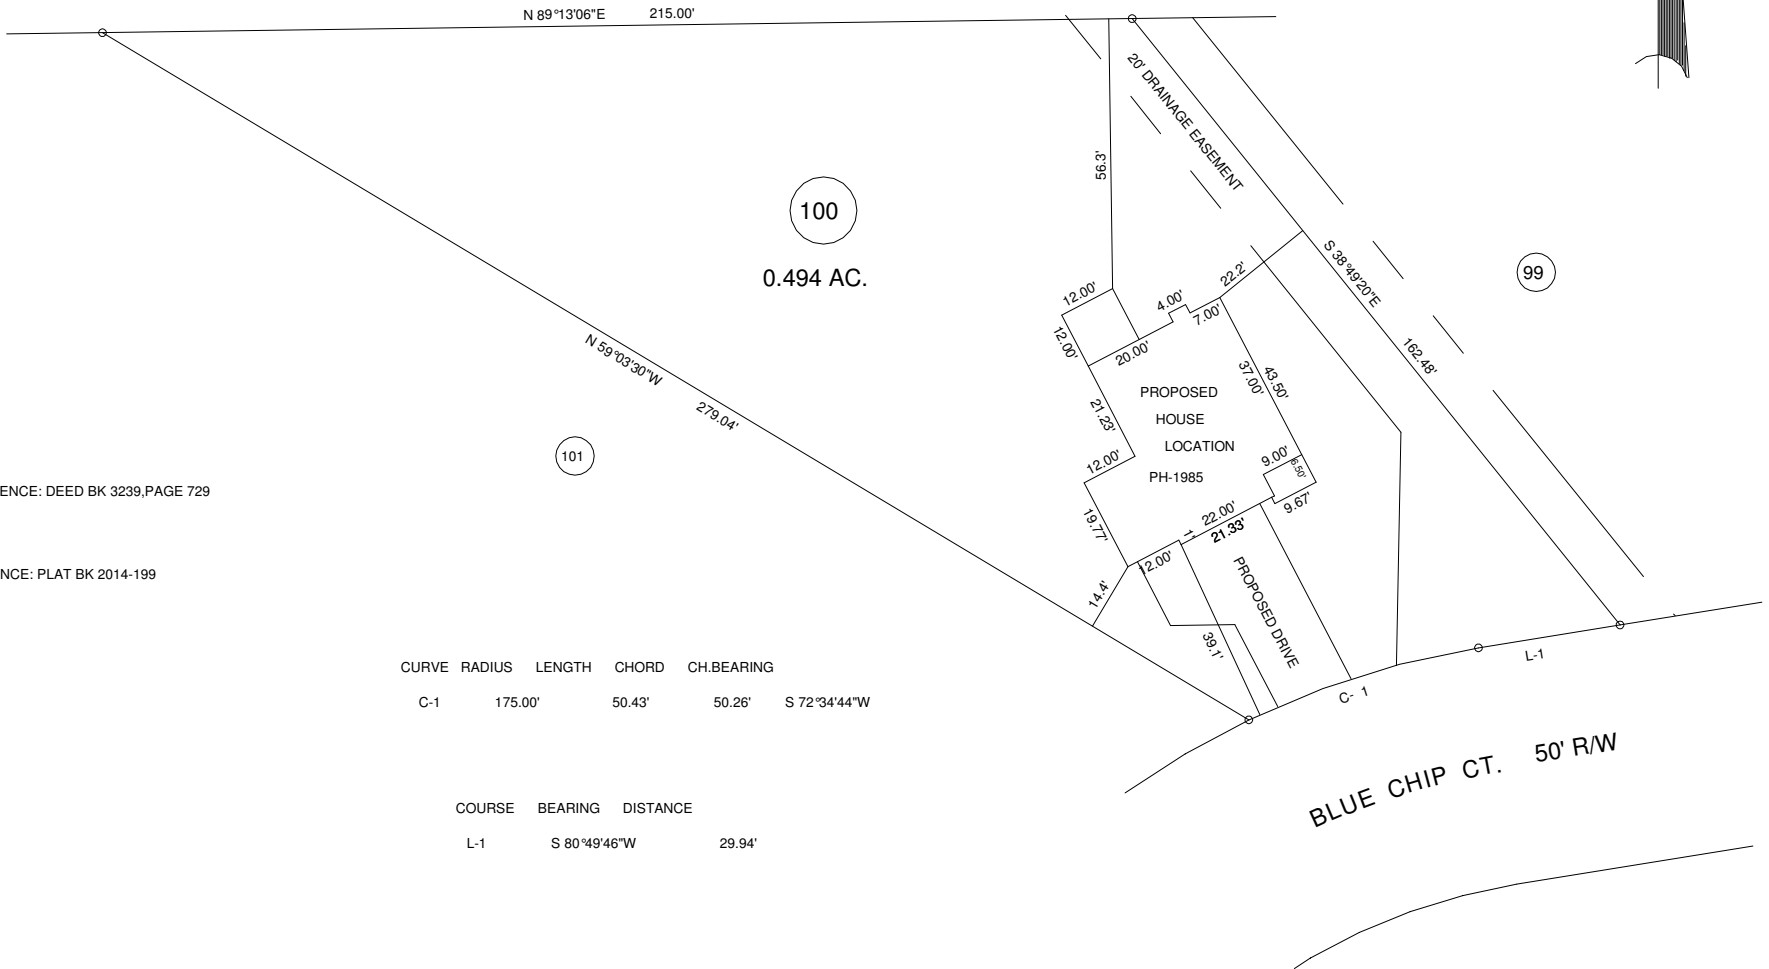 N 89°13'06"E 215.00'
20' DRAINAGE EASEMENT
56.3'
100
0.494 AC.
99
S 38°49'20"E
162.48'
22.2'
12.00'
4.00'
7.00'
12.00'
20.00'
N 59°03'30"W
279.04'
43.50'
37.00'
PROPOSED
HOUSE
LOCATION
PH-1985
21.23'
12.00'
9.00'
6.50'
9.67'
101
ENCE: DEED BK 3239,PAGE 729
19.77'
22.00'
21.33'
1'
12.00'
NCE: PLAT BK 2014-199
14.4'
PROPOSED DRIVE
39.1'
L-1
C- 1
CURVE RADIUS LENGTH CHORD CH.BEARING
C-1 175.00' 50.43' 50.26' S 72°34'44"W
BLUE CHIP CT. 50' R/W
COURSE BEARING DISTANCE
L-1 S 80°49'46"W 29.94'